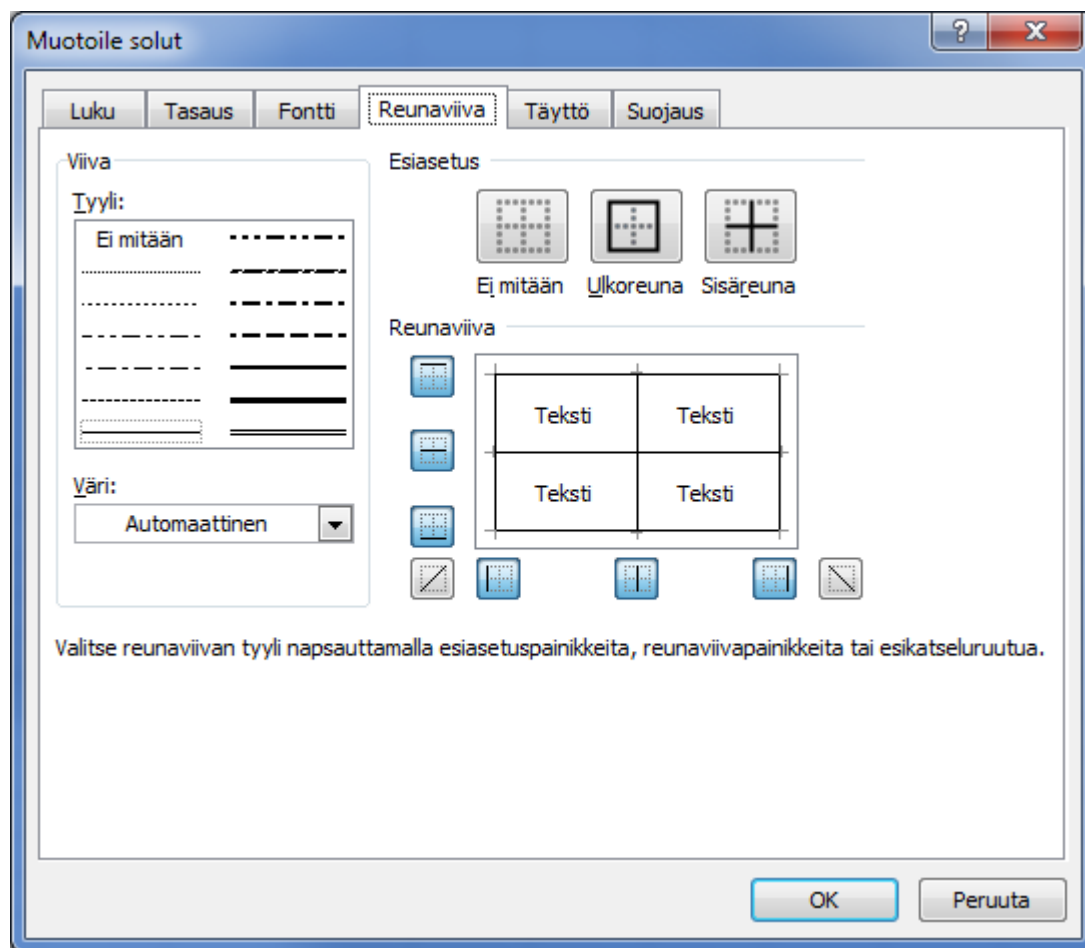 Muotoile solut
Luku Tasaus Fontti Reunaviiva Täyttö Suojaus
Viiva
Tyyli:
Ei mitään
Väri:
Automaattinen
Esiasetus
Ei mitään Ulkoreuna Sisäreuna
Reunaviiva
Teksti Teksti
Teksti Teksti
Valitse reunaviivan tyyli napsauttamalla esiasetuspainikkeita, reunaviivapainikkeita tai esikatseluruutua.
OK Peruuta